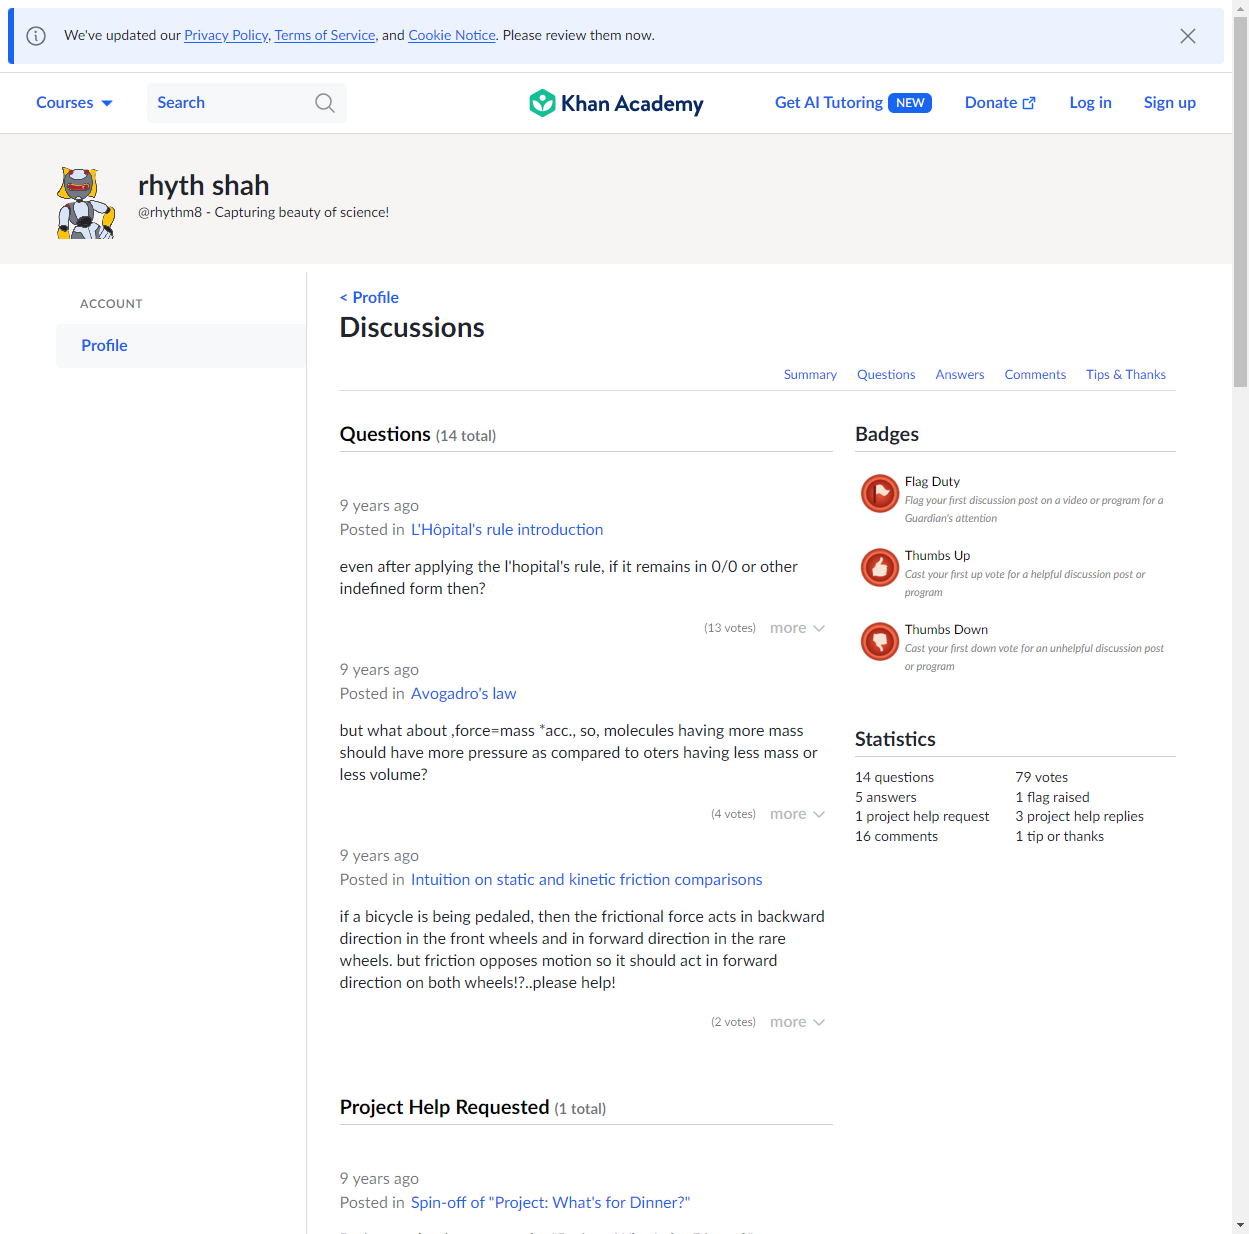 We've updated our Privacy Policy, Terms of Service, and Cookie Notice. Please review them now.
Courses
Search
Khan Academy
Get AI Tutoring NEW
Donate
Log in
Sign up
rhyth shah
@rhythm8 - Capturing beauty of science!
ACCOUNT
Profile
< Profile
Discussions
Summary
Questions
Answers
Comments
Tips & Thanks
Questions (14 total)
9 years ago
Posted in L'Hôpital's rule introduction
even after applying the l'hopital's rule, if it remains in 0/0 or other
indefined form then?
(13 votes) more
9 years ago
Posted in Avogadro's law
but what about ,force=mass *acc., so, molecules having more mass
should have more pressure as compared to oters having less mass or
less volume?
(4 votes) more
9 years ago
Posted in Intuition on static and kinetic friction comparisons
if a bicycle is being pedaled, then the frictional force acts in backward
direction in the front wheels and in forward direction in the rare
wheels. but friction opposes motion so it should act in forward
direction on both wheels!?..please help!
(2 votes) more
Project Help Requested (1 total)
9 years ago
Posted in Spin-off of "Project: What's for Dinner?"
Badges
Flag Duty
Flag your first discussion post on a video or program for a
Guardian's attention
Thumbs Up
Cast your first up vote for a helpful discussion post or
program
Thumbs Down
Cast your first down vote for an unhelpful discussion post
or program
Statistics
14 questions
79 votes
5 answers
1 flag raised
1 project help request
3 project help replies
16 comments
1 tip or thanks